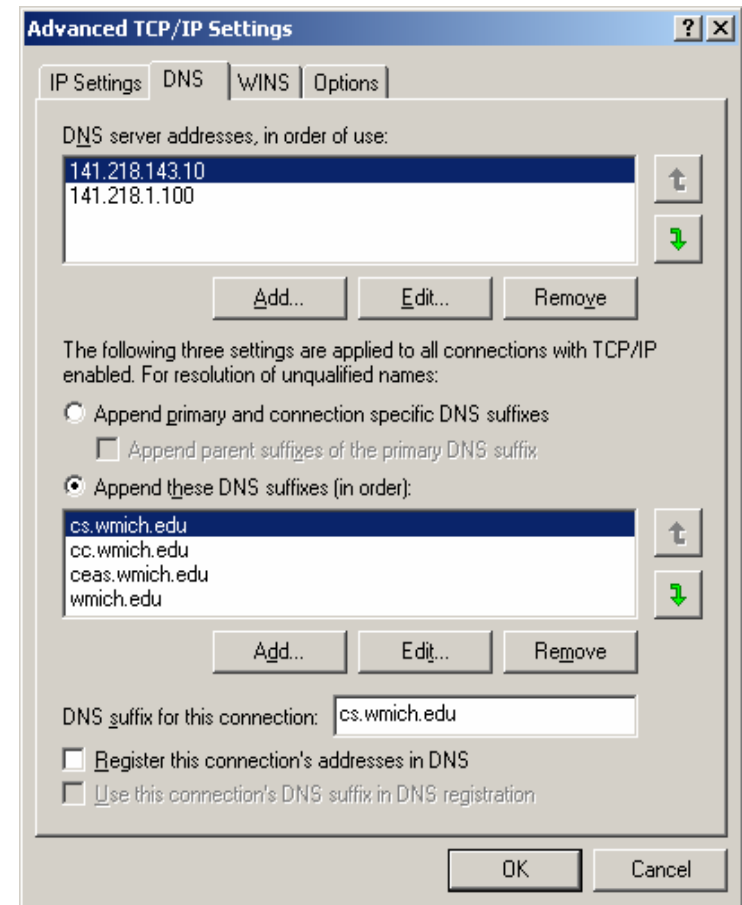 Advanced TCP/IP Settings
IP Settings DNS WINS Options
DNS server addresses, in order of use:
141.218.143.10
141.218.1.100
Add... Edit... Remove
The following three settings are applied to all connections with TCP/IP
enabled. For resolution of unqualified names:
Append primary and connection specific DNS suffixes
Append parent suffixes of the primary DNS suffix
Append these DNS suffixes (in order):
cs.wmich.edu
cc.wmich.edu
ceas.wmich.edu
wmich.edu
Add... Edit... Remove
DNS suffix for this connection: cs.wmich.edu
Register this connection's addresses in DNS
Use this connection's DNS suffix in DNS registration
OK Cancel